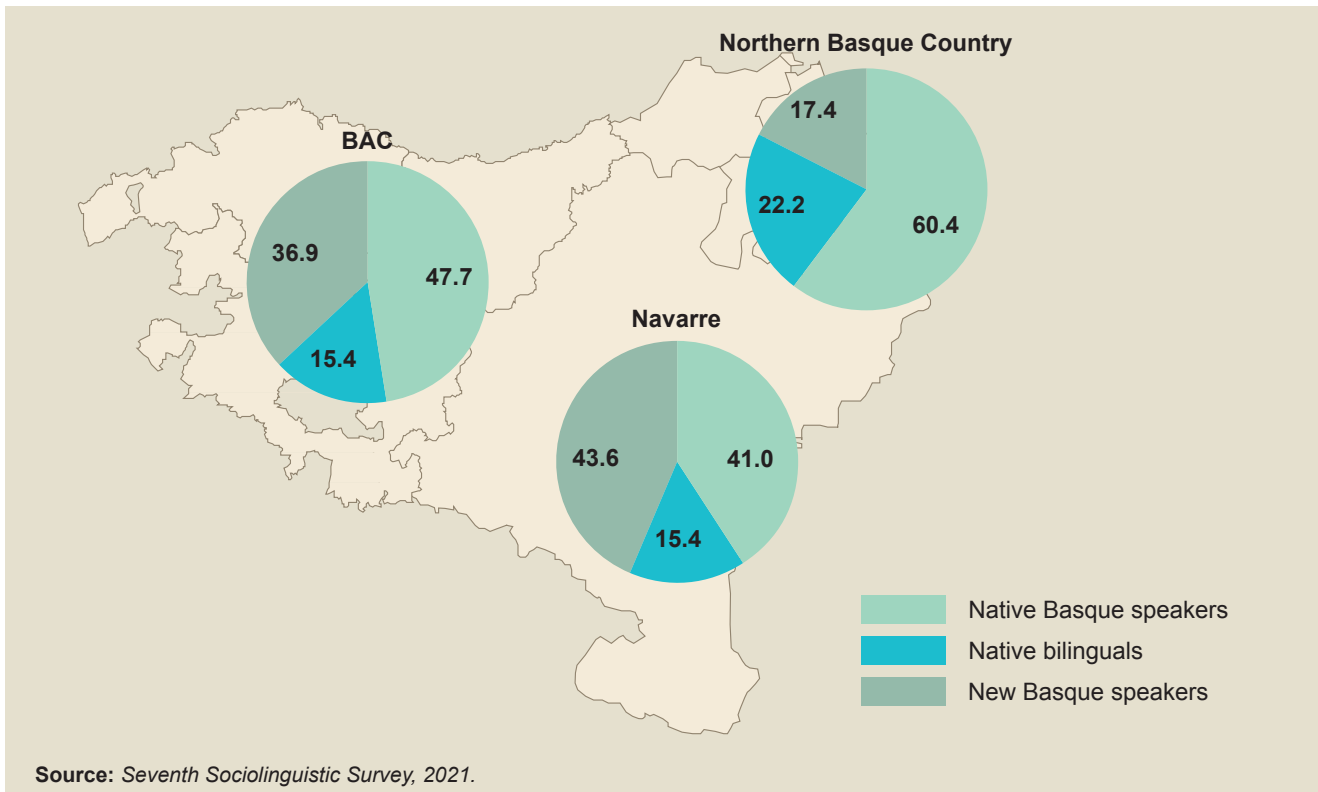 Northern Basque Country
17.4
22.2
60.4
BAC
36.9
47.7
15.4
Navarre
43.6
41.0
15.4
Native Basque speakers
Native bilinguals
New Basque speakers
Source: Seventh Sociolinguistic Survey, 2021.